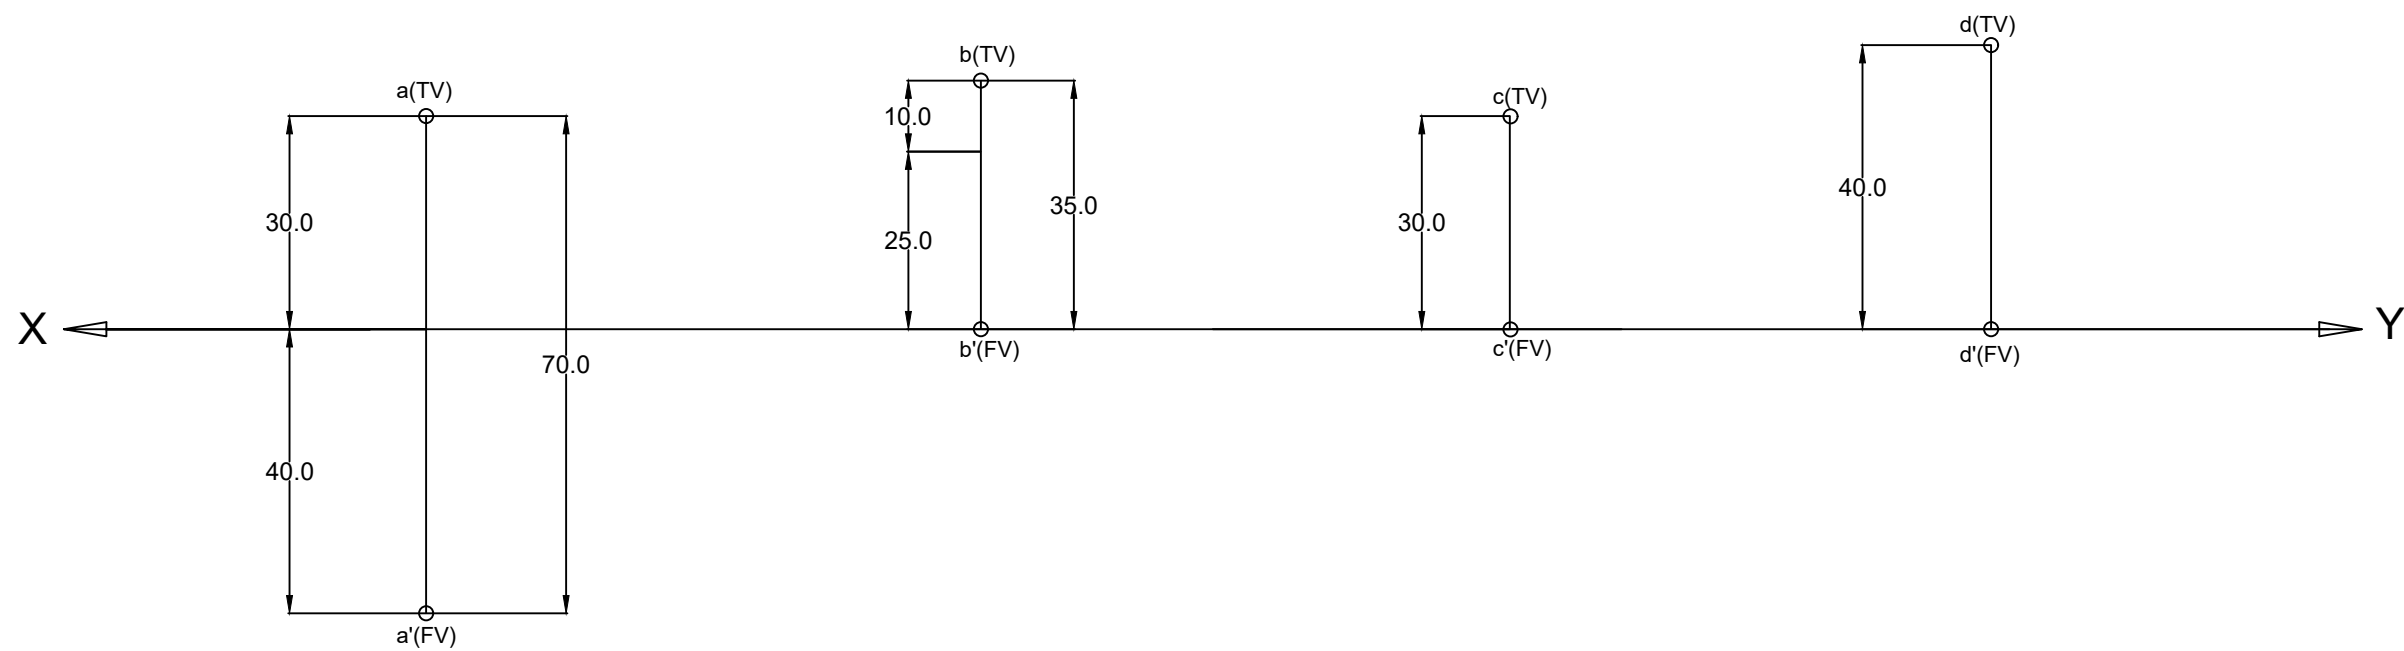 d(TV)
b(TV)
a(TV)
c(TV)
10.0
40.0
35.0
30.0
25.0
30.0
X
Y
b'(FV)
c'(FV)
d'(FV)
70.0
40.0
a'(FV)